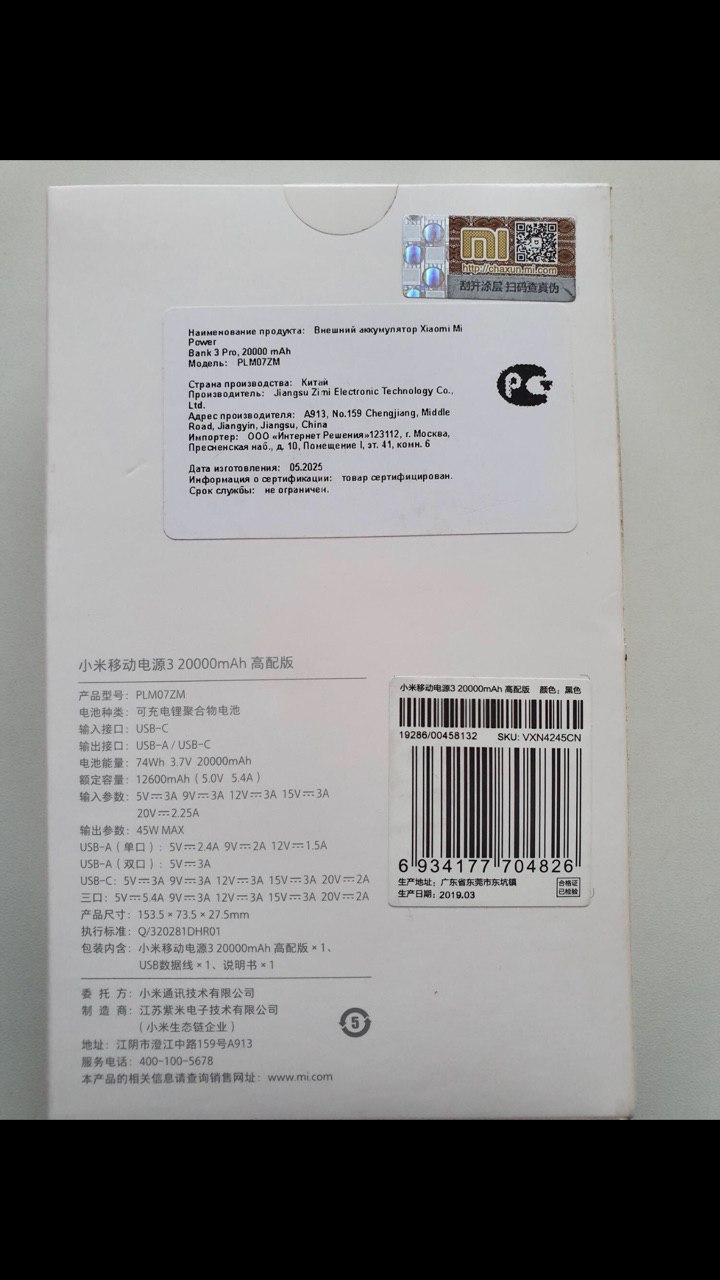 mi
http://chaxun.mi.com
刮开涂层 扫码查真伪
Наименование продукта: Внешний аккумулятор Xiaomi Mi
Power
Bank 3 Pro, 20000 mAh
Модель: PLM07ZM
Страна производства: Китай
Производитель: Jiangsu Zimi Electronic Technology Co.,
Ltd.
Адрес производителя: A913, No.159 Chengjiang, Middle
Road, Jiangyin, Jiangsu, China
Импортер: ООО «Интернет Решения»123112, г. Москва,
Пресненская наб., д. 10, Помещение I, эт. 41, комн. 6
Дата изготовления: 05.2025
Информация о сертификации: товар сертифицирован.
Срок службы: не ограничен.
РСТ
小米移动电源3 20000mAh 高配版
产品型号: PLM07ZM
电池种类: 可充电锂聚合物电池
输入接口: USB-C
输出接口: USB-A / USB-C
电池能量: 74Wh 3.7V 20000mAh
额定容量: 12600mAh ( 5.0V 5.4A )
输入参数: 5V⎓3A 9V⎓3A 12V⎓3A 15V⎓3A
20V⎓2.25A
输出参数: 45W MAX
USB-A ( 单口 ) : 5V⎓2.4A 9V⎓2A 12V⎓1.5A
USB-A ( 双口 ) : 5V⎓3A
USB-C: 5V⎓3A 9V⎓3A 12V⎓3A 15V⎓3A 20V⎓2A
三口: 5V⎓5.4A 9V⎓3A 12V⎓3A 15V⎓3A 20V⎓2A
产品尺寸: 153.5 × 73.5 × 27.5mm
执行标准: Q/320281DHR01
包装内含: 小米移动电源3 20000mAh 高配版 × 1、
USB数据线 × 1、说明书 × 1
委 托 方: 小米通讯技术有限公司
制 造 商: 江苏紫米电子技术有限公司
( 小米生态链企业 )
地址: 江阴市澄江中路159号A913
服务电话: 400-100-5678
本产品的相关信息请查询销售网址: www.mi.com
5
小米移动电源3 20000mAh 高配版 颜色: 黑色
19286/00458132 SKU: VXN4245CN
6 934177 704826
生产地址: 广东省东莞市东坑镇
生产日期: 2019.03
合格证
已检验